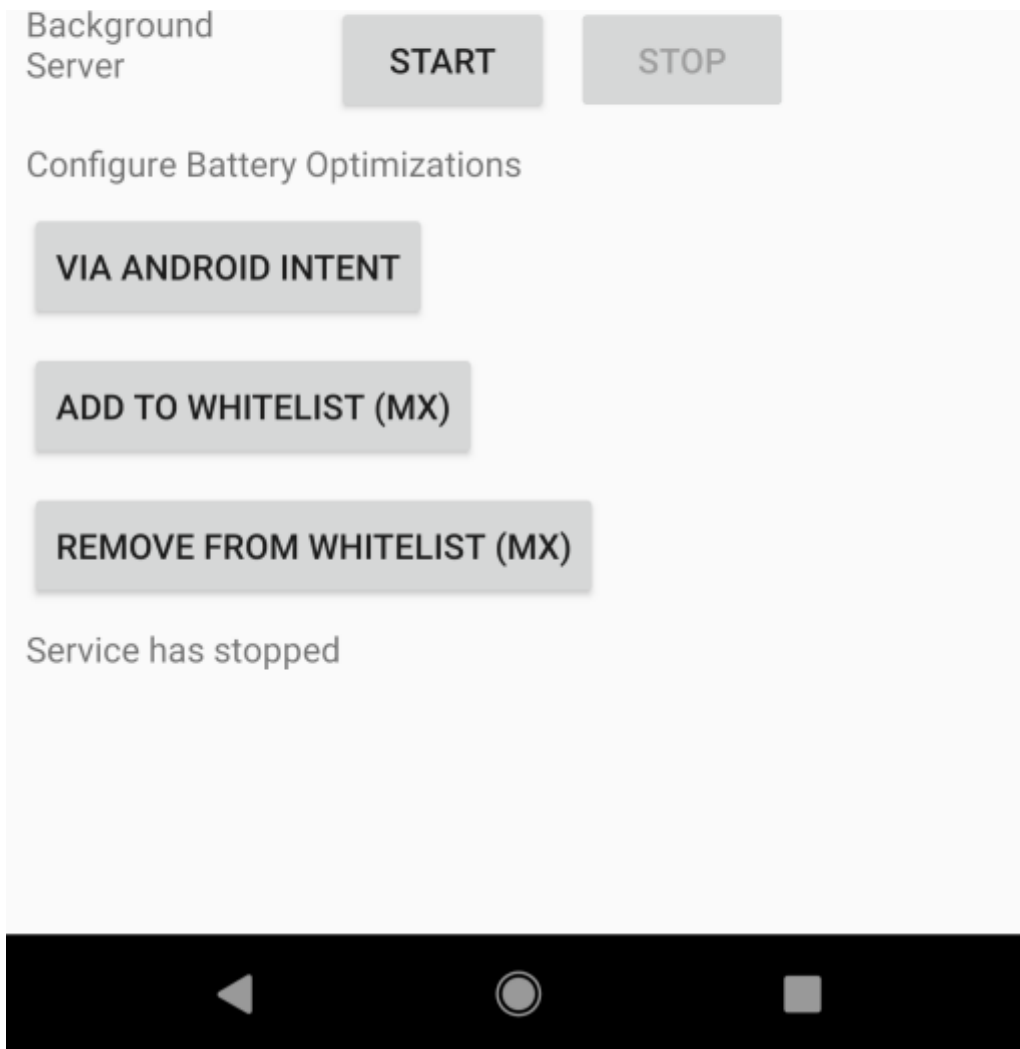 Background
Server
START
STOP
Configure Battery Optimizations
VIA ANDROID INTENT
ADD TO WHITELIST (MX)
REMOVE FROM WHITELIST (MX)
Service has stopped